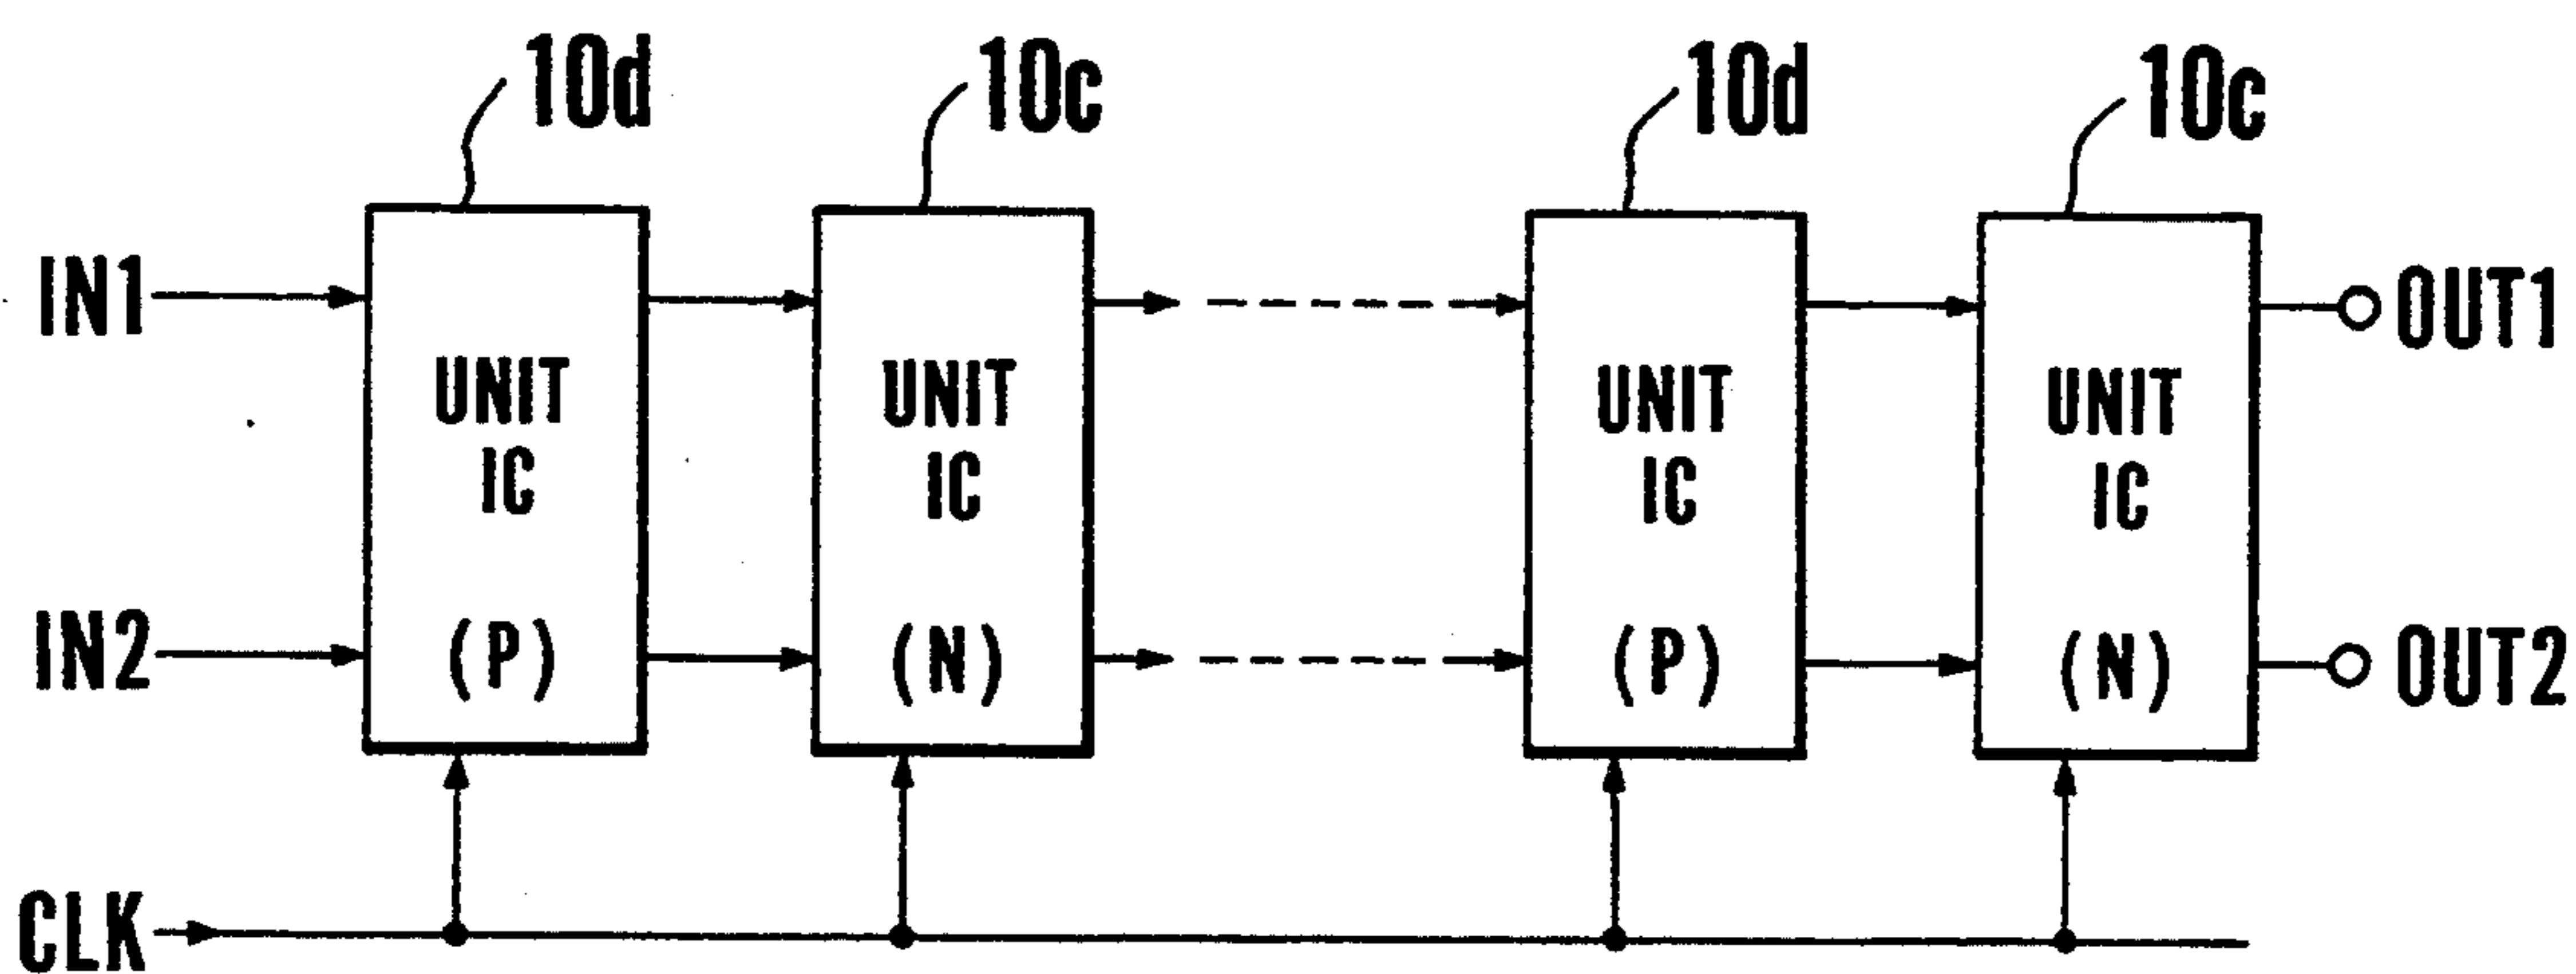 10d
10c
10d
10c
IN1
UNIT
IC
(P)
UNIT
IC
(N)
UNIT
IC
(P)
UNIT
IC
(N)
OUT1
IN2
OUT2
CLK